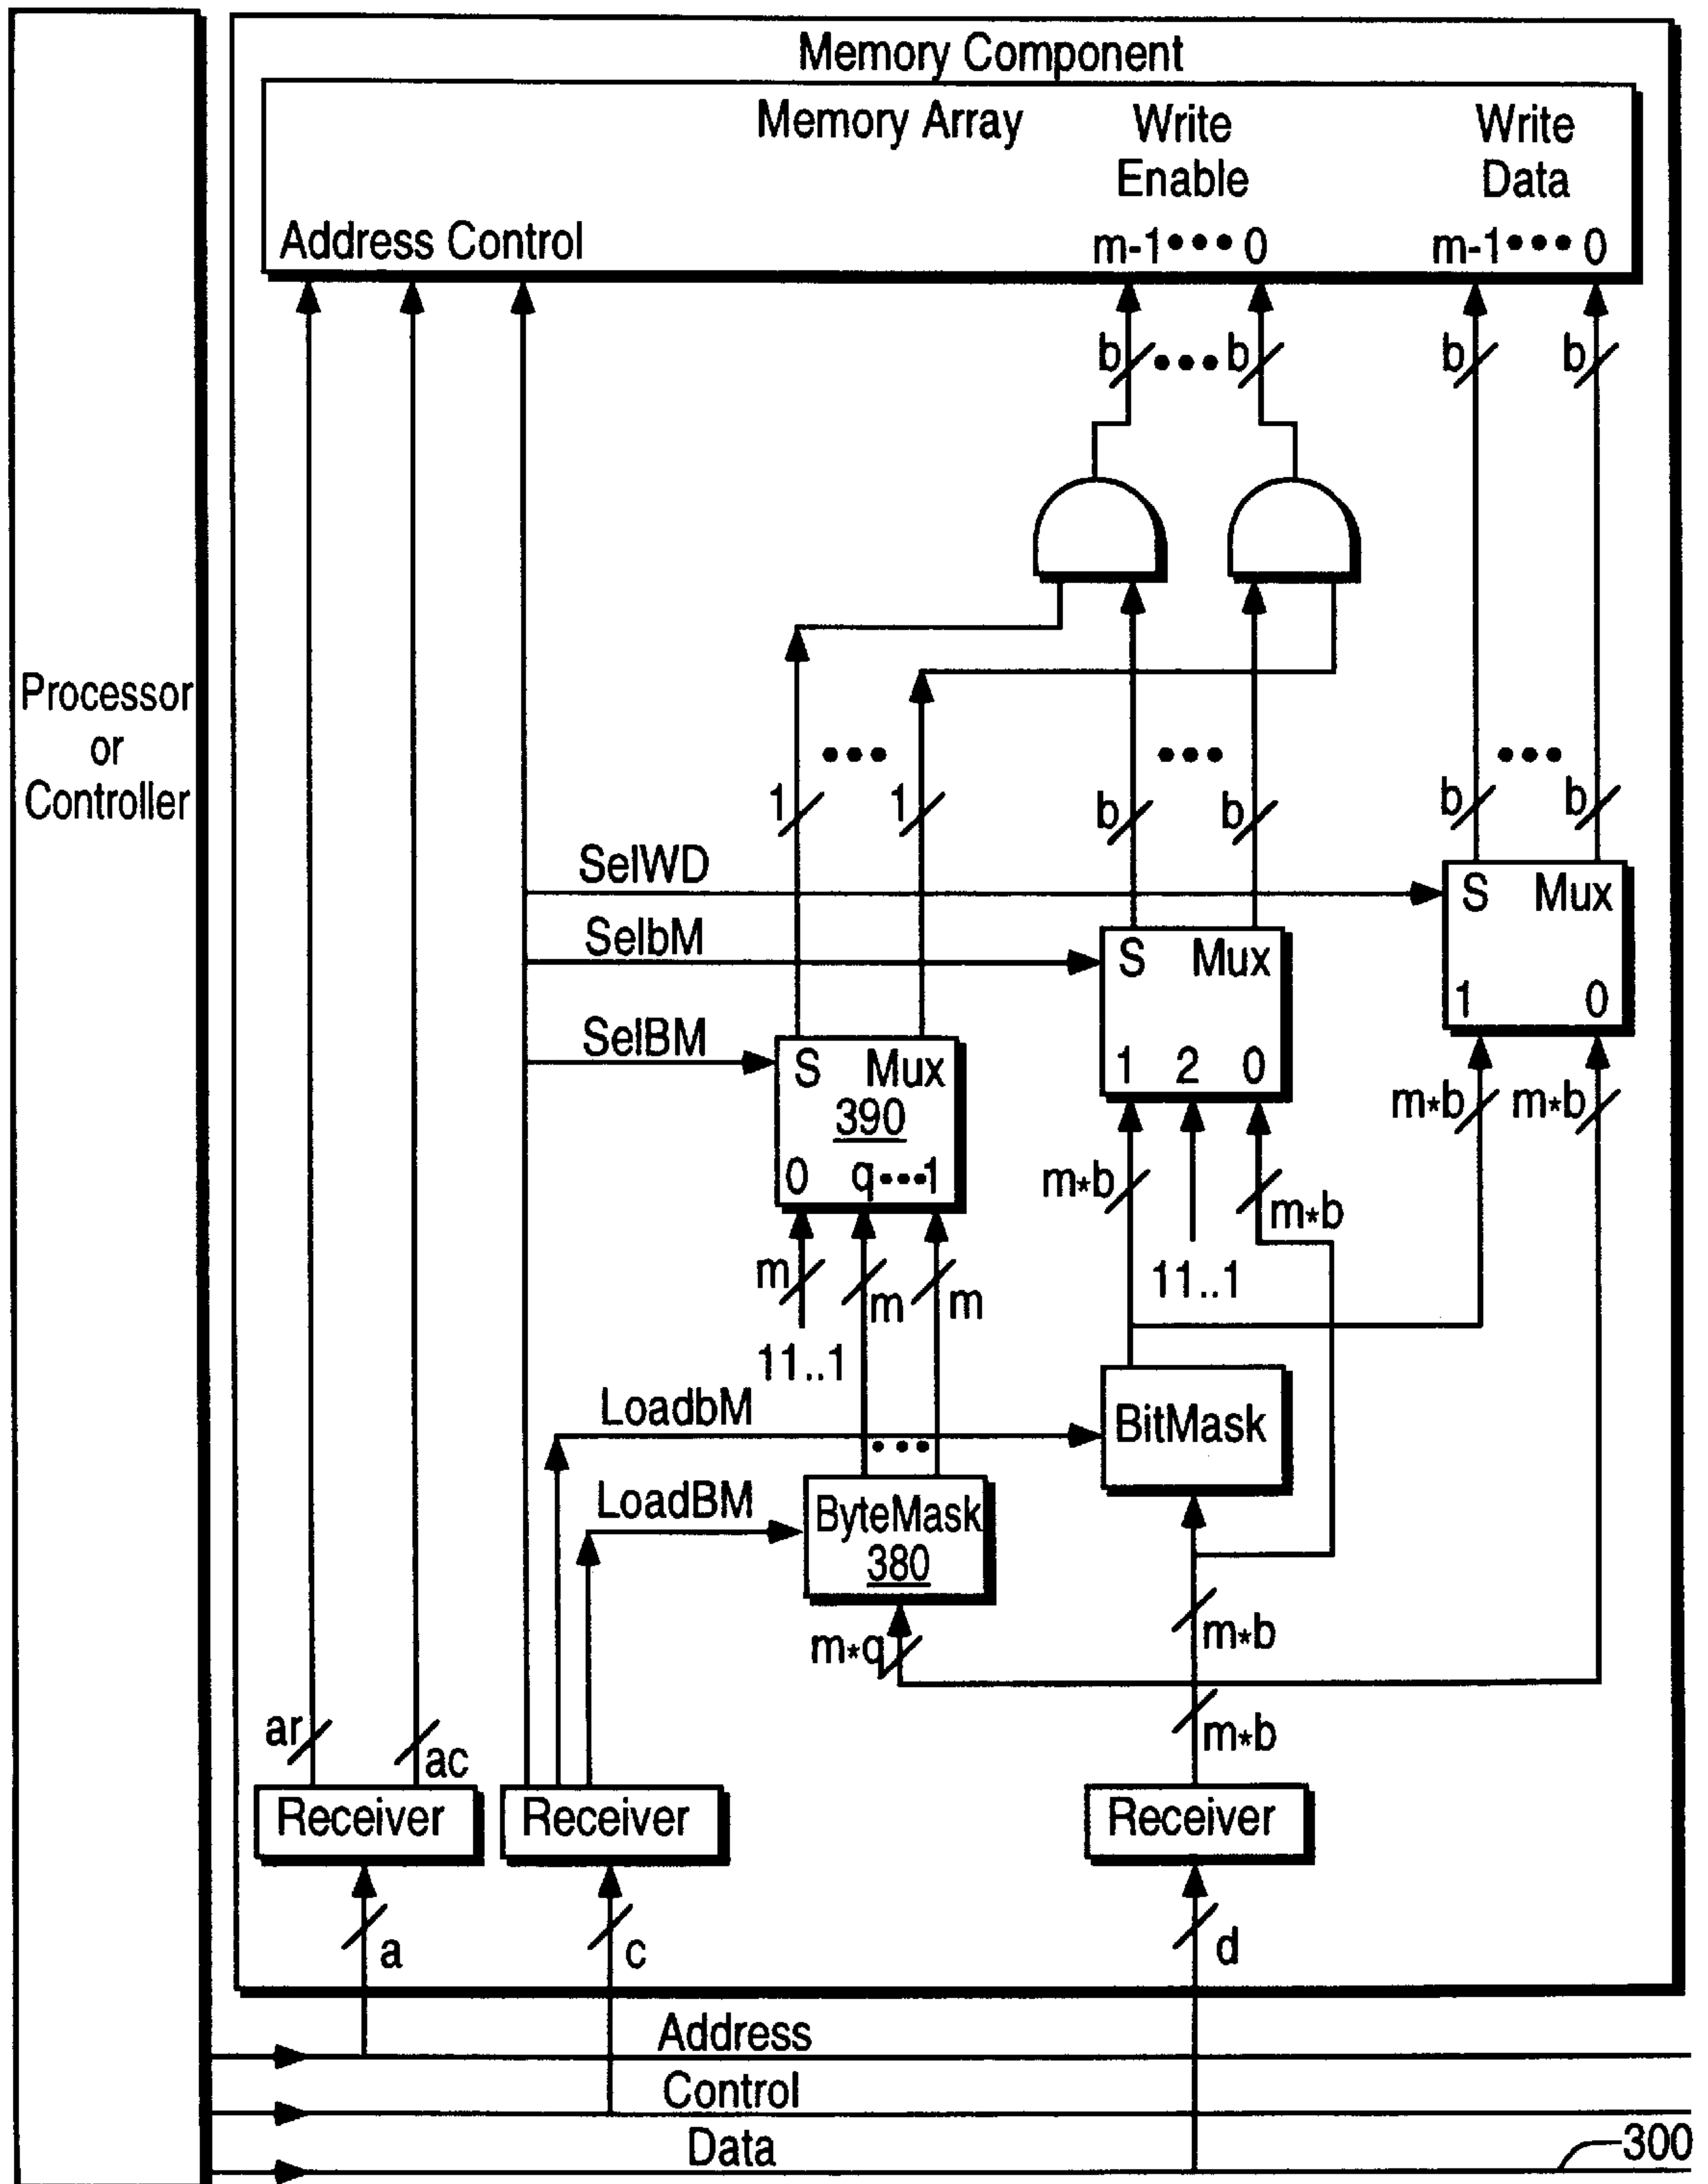 Memory Component
Memory Array
Write
Enable
Write
Data
Address Control
m-1•••0
m-1•••0
b
•••
b
b
b
Processor
or
Controller
•••
•••
•••
1
1
b
b
b
b
SelWD
S Mux
1 0
SelbM
S Mux
1 2 0
SelBM
S Mux
390
0 q•••1
m*b
m*b
m*b
m*b
m
m
m
11..1
11..1
LoadbM
BitMask
•••
LoadBM
ByteMask
380
m*q
m*b
m*b
ar
ac
Receiver
Receiver
Receiver
a
c
d
Address
Control
Data
300